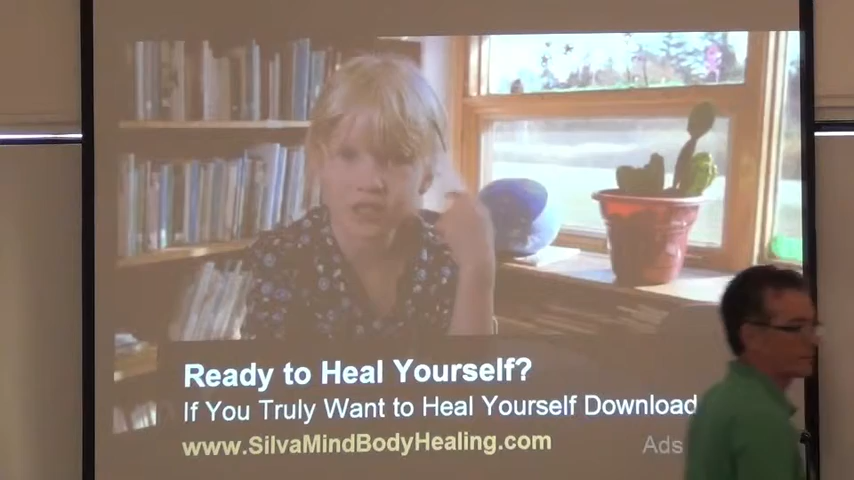 Ready to Heal Yourself?
If You Truly Want to Heal Yourself Download
www.SilvaMindBodyHealing.com
Ads